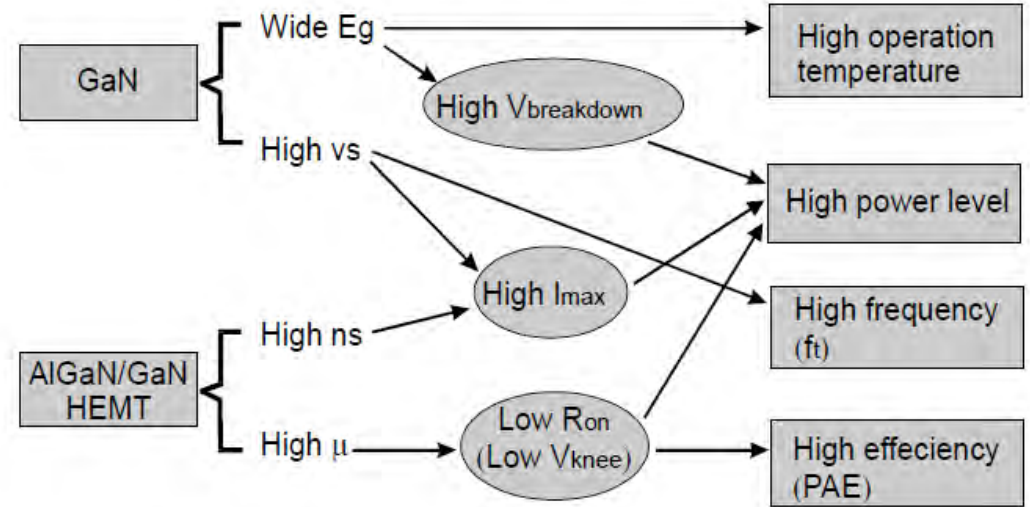 GaN
Wide Eg
High vs
High Vbreakdown
High operation
temperature
High power level
High Imax
High frequency
(ft)
AlGaN/GaN
HEMT
High ns
High μ
Low Ron
(Low Vknee)
High effeciency
(PAE)